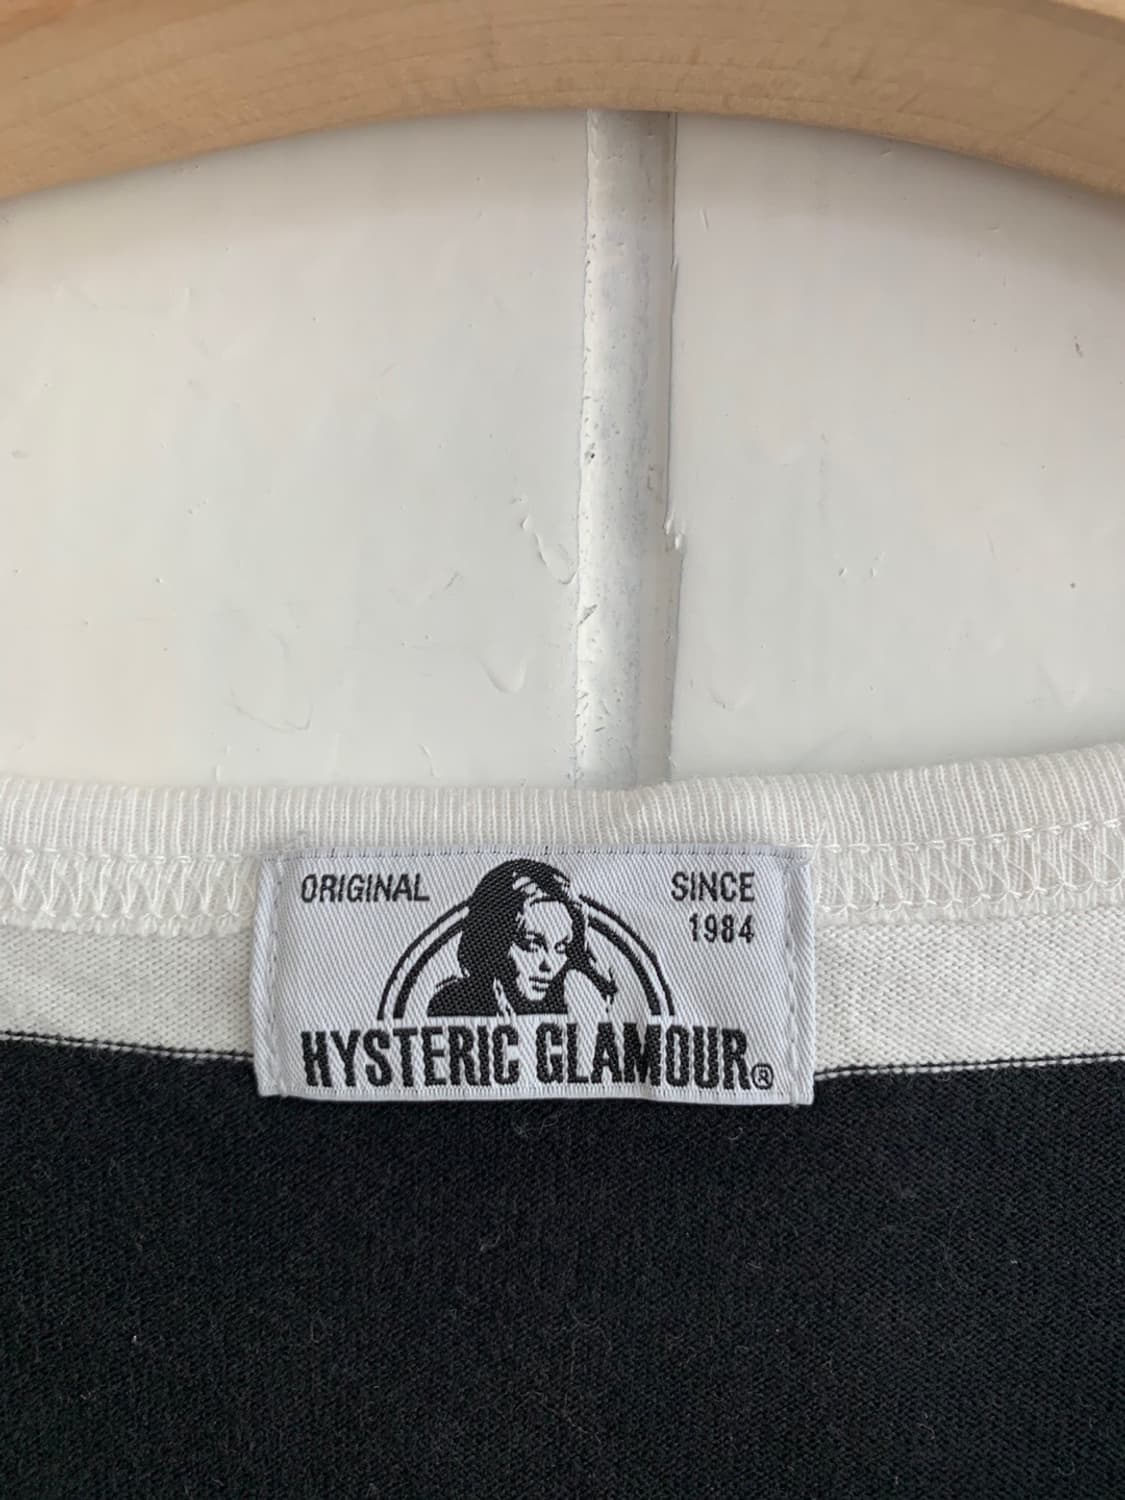 ORIGINAL
SINCE
1984
HYSTERIC GLAMOUR®